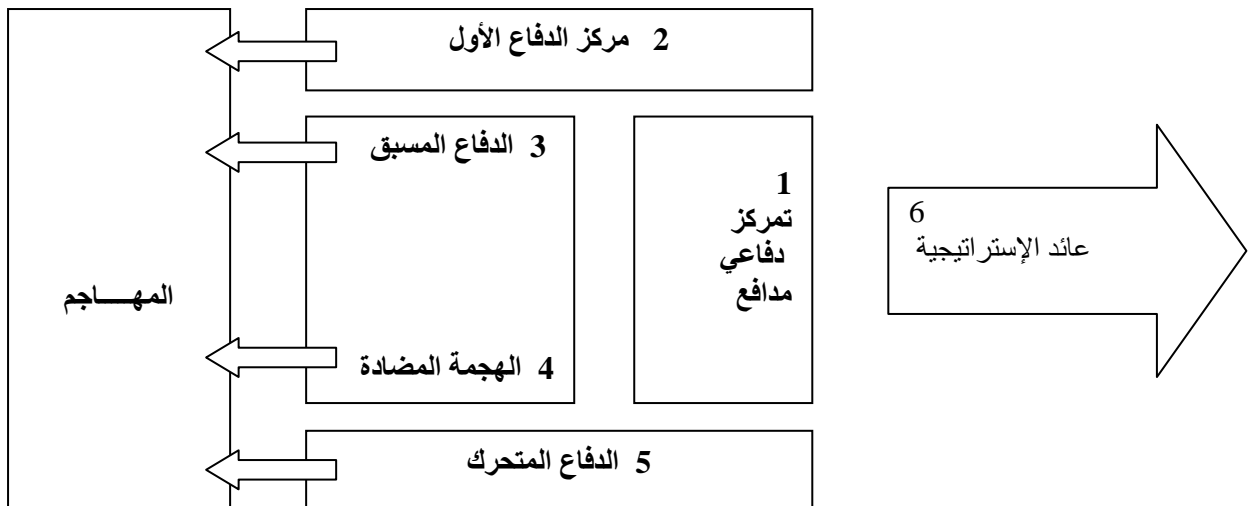 2 مركز الدفاع الأول
3 الدفاع المسبق
1
تمركز
دفاعي
مدافع
6
عائد الإستراتيجية
المهـــاجم
4 الهجمة المضادة
5 الدفاع المتحرك